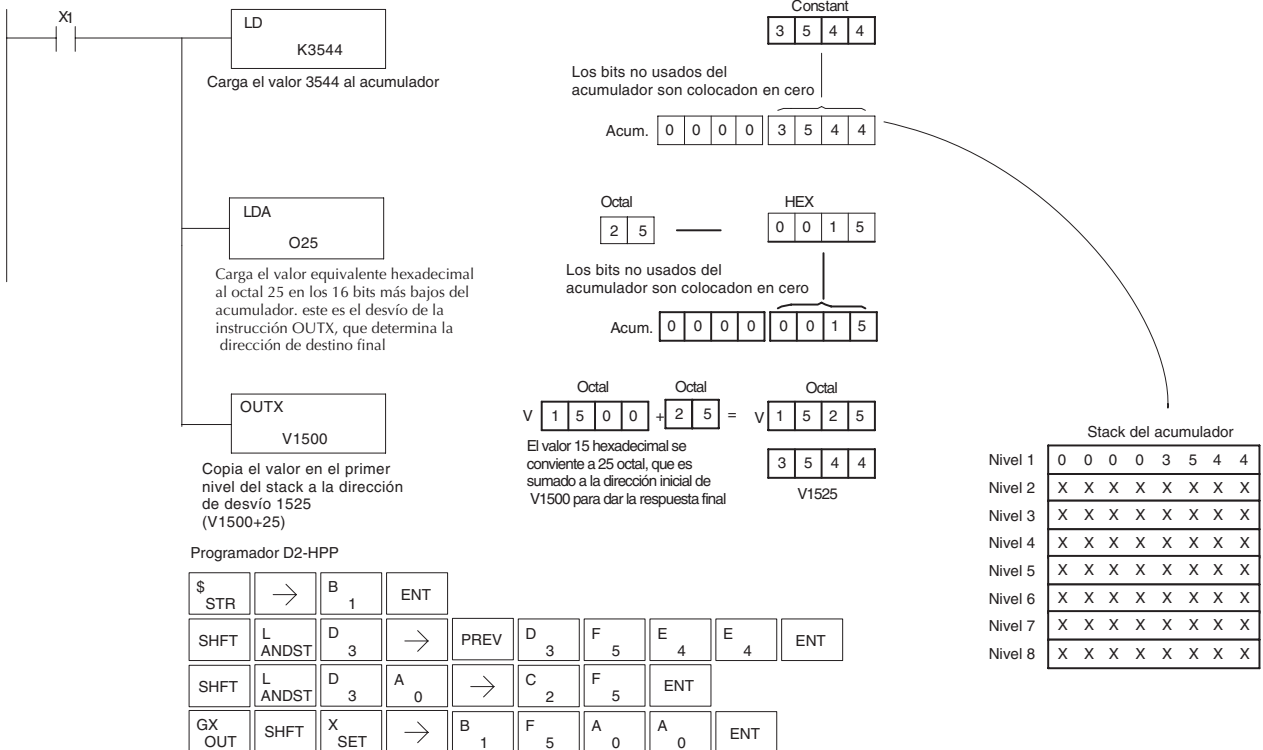 X1
LD
K3544
Carga el valor 3544 al acumulador
Constant
3 5 4 4
Los bits no usados del
acumulador son colocadon en cero
Acum. 0 0 0 0 3 5 4 4
LDA
O25
Carga el valor equivalente hexadecimal
al octal 25 en los 16 bits más bajos del
acumulador. este es el desvío de la
instrucción OUTX, que determina la
dirección de destino final
Octal HEX
2 5 0 0 1 5
Los bits no usados del
acumulador son colocadon en cero
Acum. 0 0 0 0 0 0 1 5
OUTX
V1500
Copia el valor en el primer
nivel del stack a la dirección
de desvío 1525
(V1500+25)
Octal Octal Octal
V 1 5 0 0 + 2 5 = V 1 5 2 5
El valor 15 hexadecimal se
conviente a 25 octal, que es
sumado a la dirección inicial de
V1500 para dar la respuesta final
3 5 4 4
V1525
Stack del acumulador
Nivel 1 0 0 0 0 3 5 4 4
Nivel 2 X X X X X X X X
Nivel 3 X X X X X X X X
Nivel 4 X X X X X X X X
Nivel 5 X X X X X X X X
Nivel 6 X X X X X X X X
Nivel 7 X X X X X X X X
Nivel 8 X X X X X X X X
Programador D2-HPP
$ STR → B 1 ENT
SHFT L ANDST D 3 → PREV D 3 F 5 E 4 E 4 ENT
SHFT L ANDST D 3 A 0 → C 2 F 5 ENT
GX OUT SHFT X SET → B 1 F 5 A 0 A 0 ENT